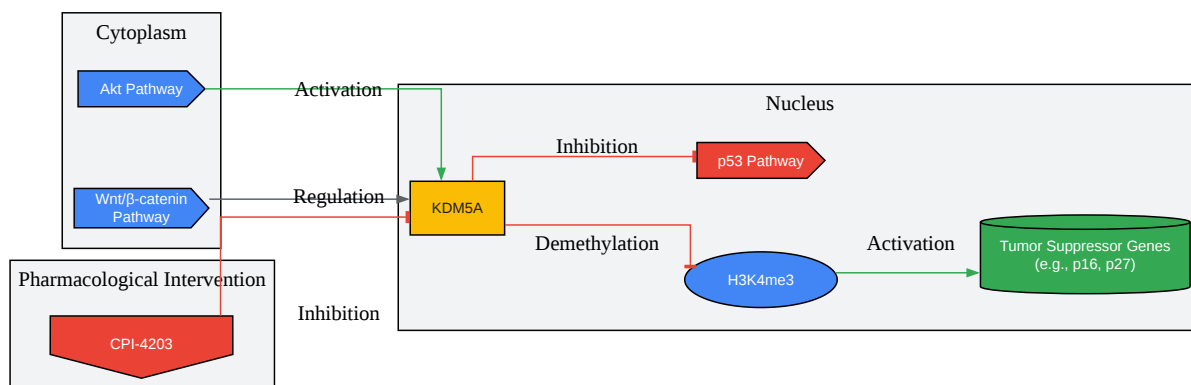 Cytoplasm
Akt Pathway
Activation
Nucleus
Inhibition
p53 Pathway
Wnt/β-catenin
Pathway
Regulation
KDM5A
Demethylation
Activation
Tumor Suppressor Genes
(e.g., p16, p27)
H3K4me3
Pharmacological Intervention
Inhibition
CPI-4203